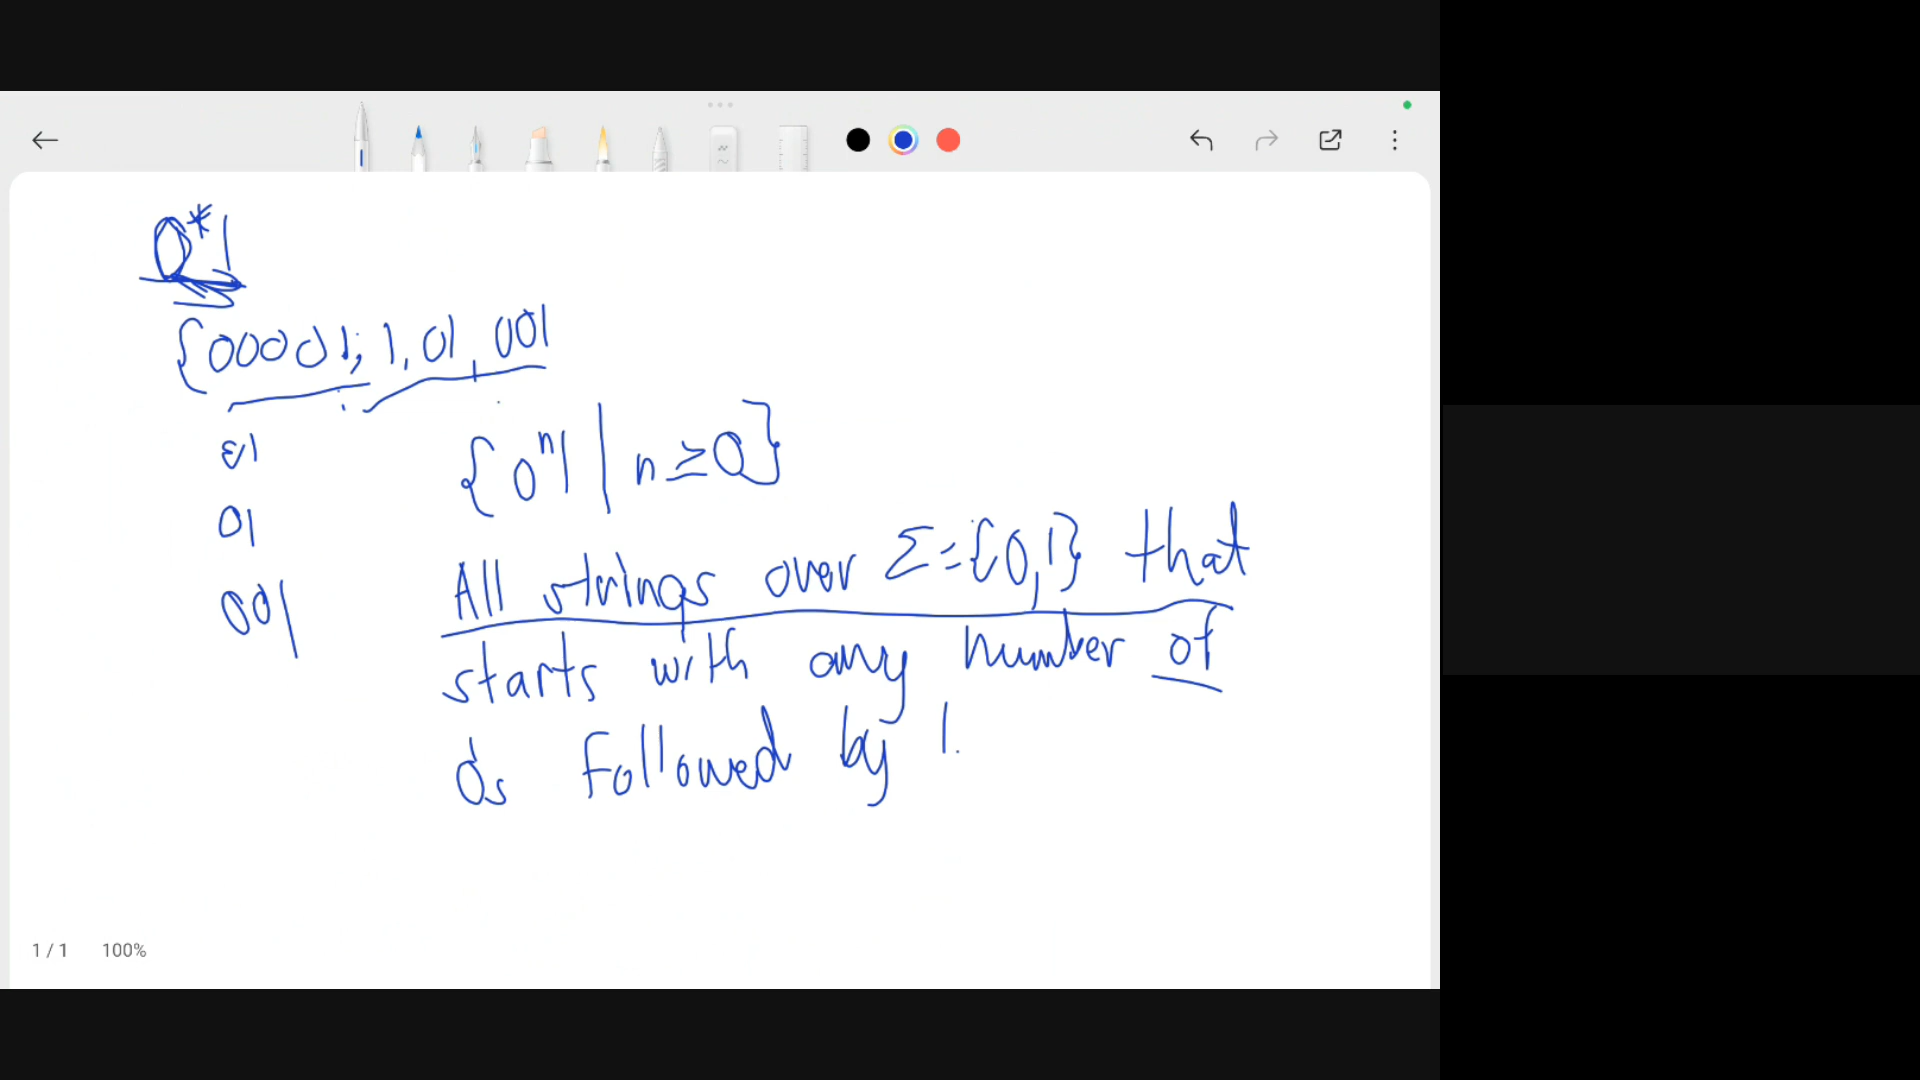 0*1
{00001; 1, 01, 001
ε1
{0ⁿ1 | n ≥ 0}
01
All strings over Σ={0,1} that
001
starts with any number of
0s followed by 1.
1 / 1 100%